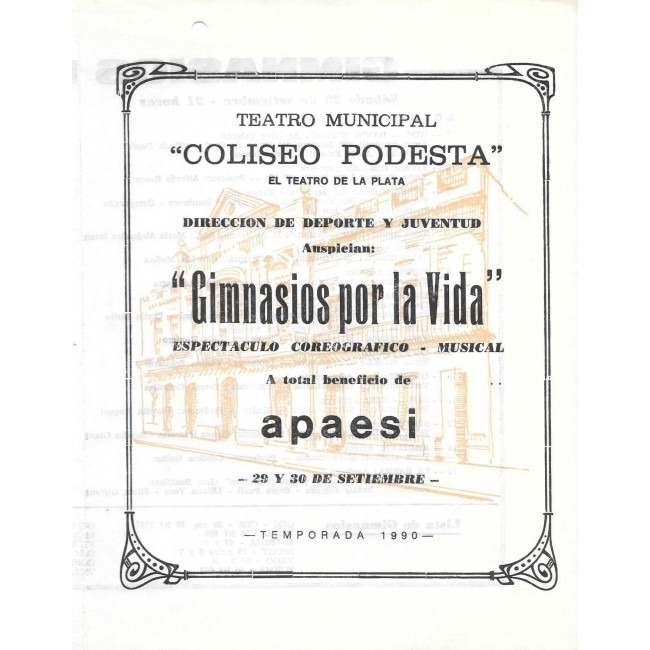 TEATRO MUNICIPAL
"COLISEO PODESTA"
EL TEATRO DE LA PLATA
DIRECCION DE DEPORTE Y JUVENTUD
Auspician:
"Gimnasios por la Vida"
ESPECTACULO COREOGRAFICO - MUSICAL
A total beneficio de
apaesi
- 29 Y 30 DE SETIEMBRE -
-TEMPORADA 1990-